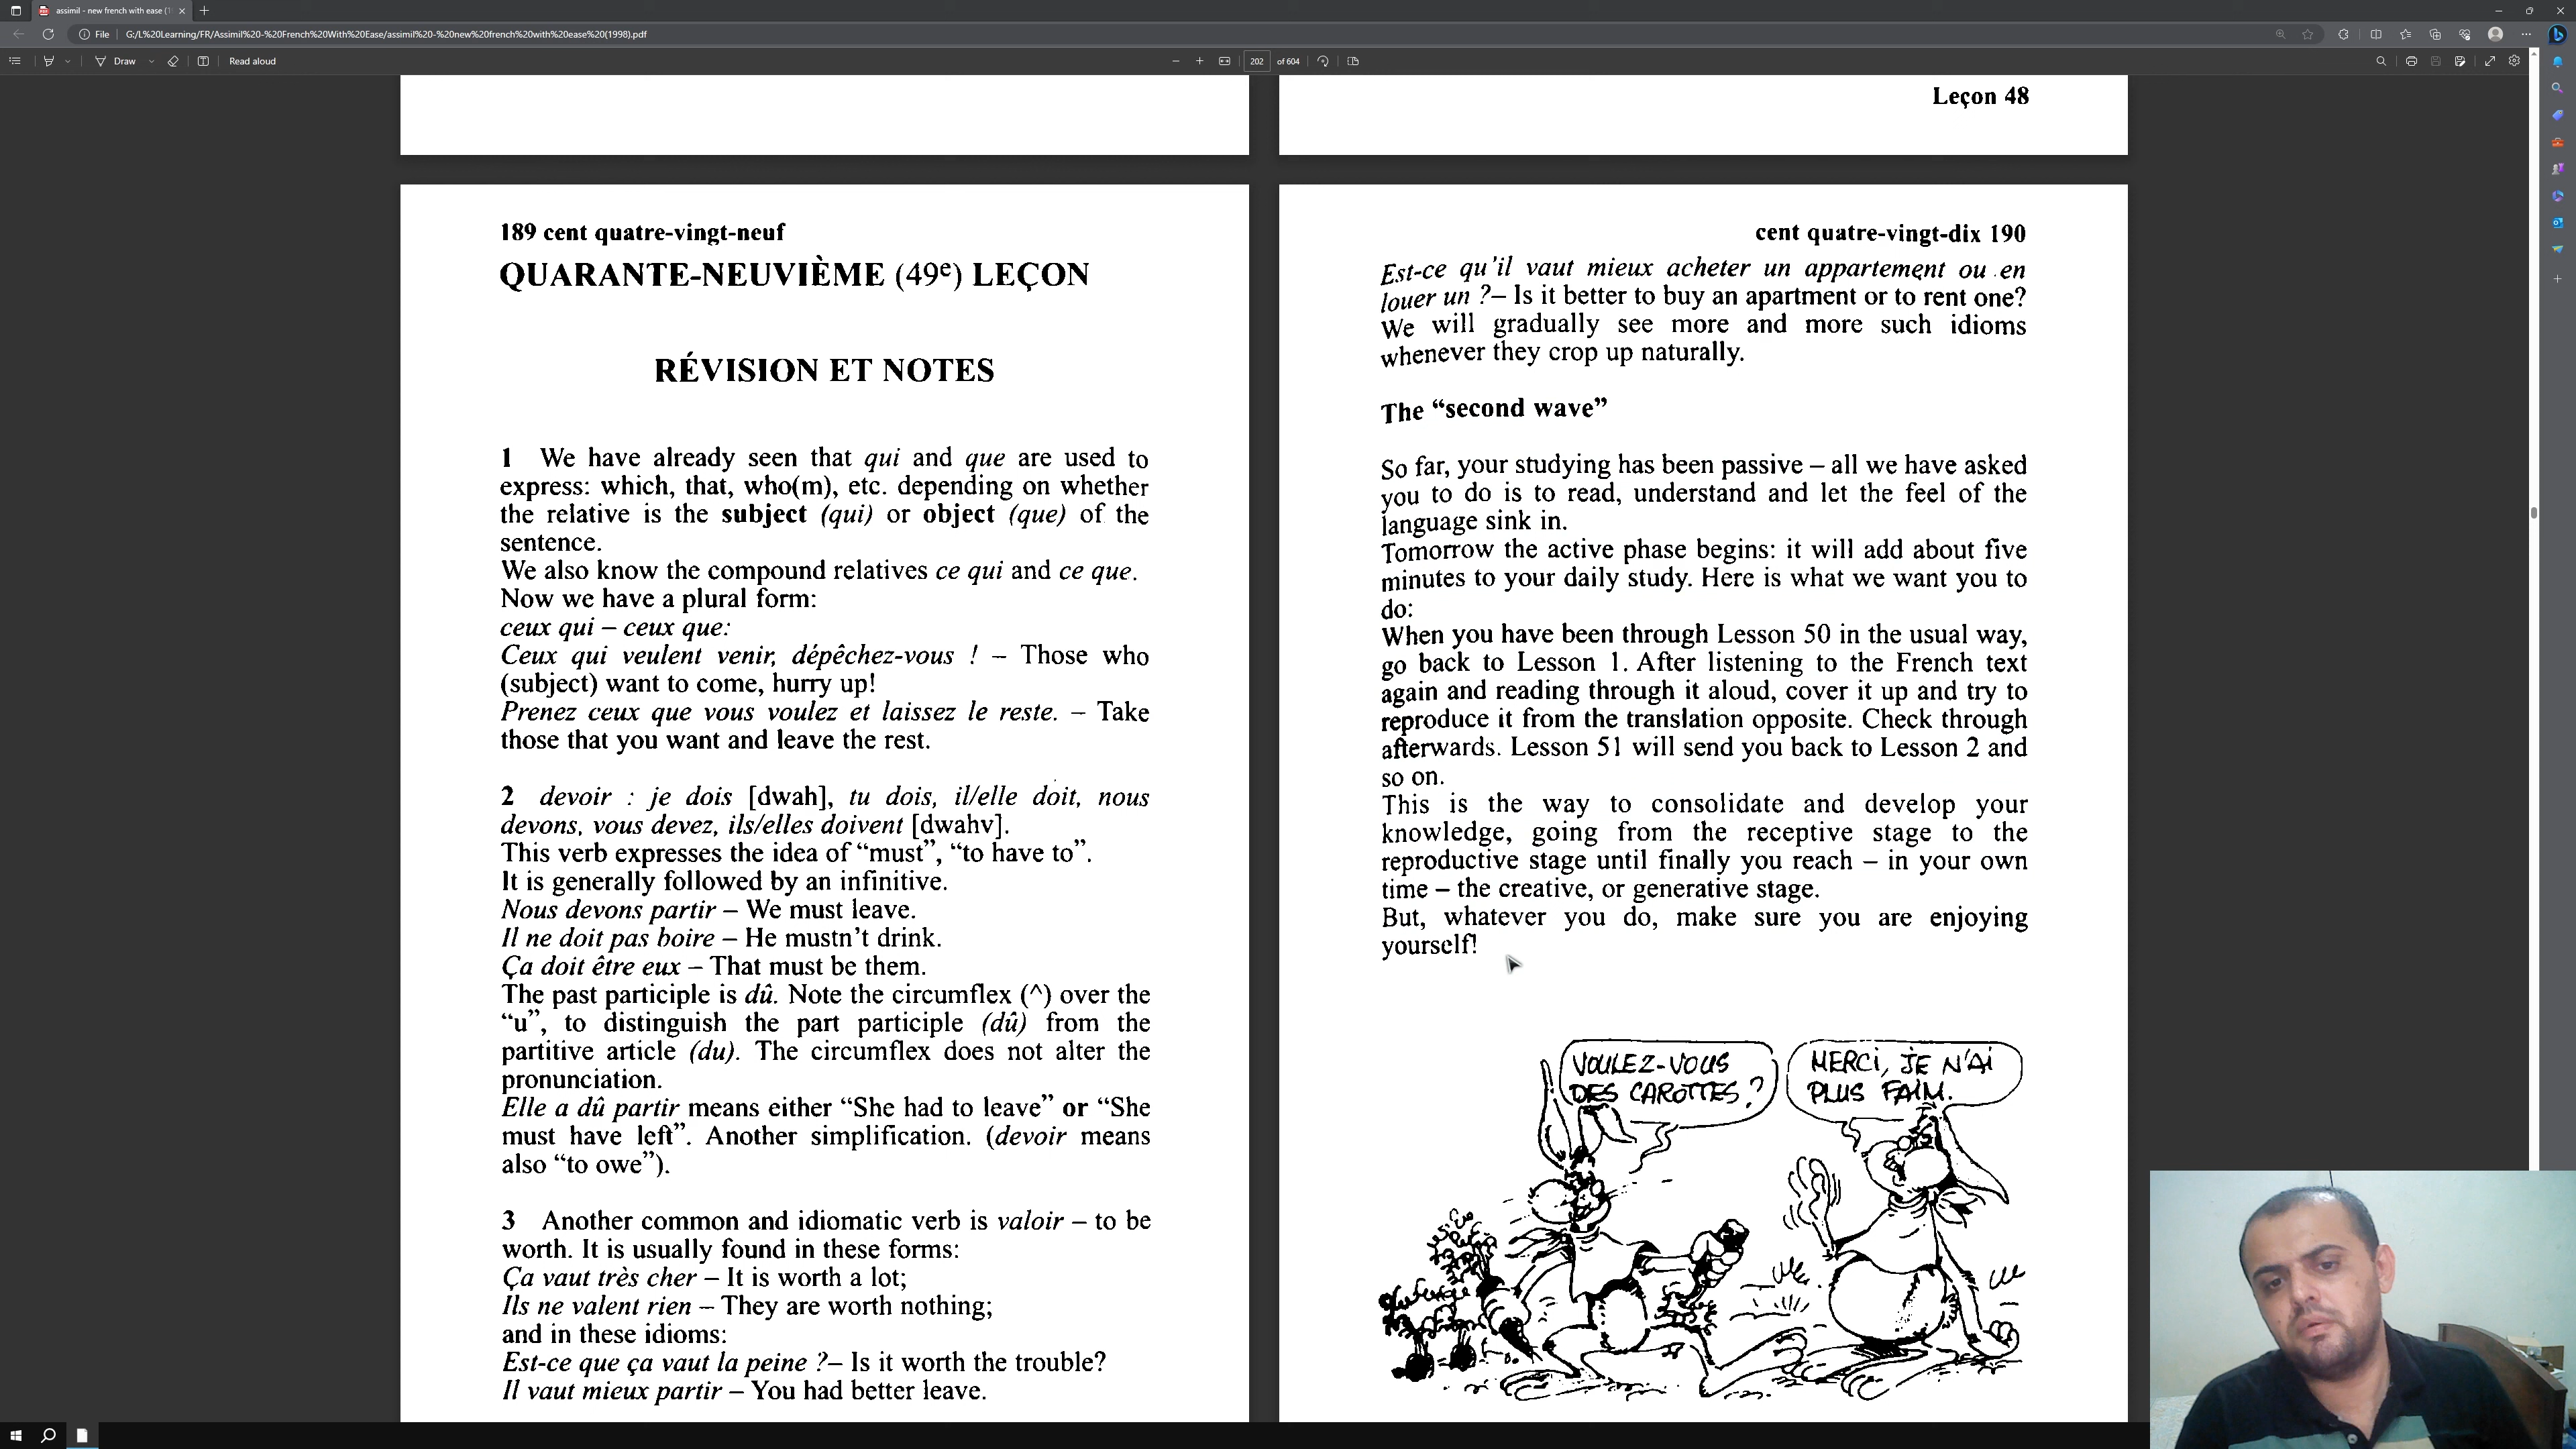 assimil - new french with ease (1
File
G:/L%20Learning/FR/Assimil%20-%20French%20With%20Ease/assimil%20-%20new%20french%20with%20ease%20(1998).pdf
Draw
Read aloud
202
of 604
Leçon 48
189 cent quatre-vingt-neuf
QUARANTE-NEUVIÈME (49e) LEÇON
RÉVISION ET NOTES
1 We have already seen that qui and que are used to
express: which, that, who(m), etc. depending on whether
the relative is the subject (qui) or object (que) of the
sentence.
We also know the compound relatives ce qui and ce que.
Now we have a plural form:
ceux qui – ceux que:
Ceux qui veulent venir, dépêchez-vous ! – Those who
(subject) want to come, hurry up!
Prenez ceux que vous voulez et laissez le reste. – Take
those that you want and leave the rest.
2 devoir : je dois [dwah], tu dois, il/elle doit, nous
devons, vous devez, ils/elles doivent [dwahv].
This verb expresses the idea of “must”, “to have to”.
It is generally followed by an infinitive.
Nous devons partir – We must leave.
Il ne doit pas boire – He mustn’t drink.
Ça doit être eux – That must be them.
The past participle is dû. Note the circumflex (^) over the
“u”, to distinguish the part participle (dû) from the
partitive article (du). The circumflex does not alter the
pronunciation.
Elle a dû partir means either “She had to leave” or “She
must have left”. Another simplification. (devoir means
also “to owe”).
3 Another common and idiomatic verb is valoir – to be
worth. It is usually found in these forms:
Ça vaut très cher – It is worth a lot;
Ils ne valent rien – They are worth nothing;
and in these idioms:
Est-ce que ça vaut la peine ?– Is it worth the trouble?
Il vaut mieux partir – You had better leave.
cent quatre-vingt-dix 190
Est-ce qu’il vaut mieux acheter un appartement ou en
louer un ?– Is it better to buy an apartment or to rent one?
We will gradually see more and more such idioms
whenever they crop up naturally.
The “second wave”
So far, your studying has been passive – all we have asked
you to do is to read, understand and let the feel of the
language sink in.
Tomorrow the active phase begins: it will add about five
minutes to your daily study. Here is what we want you to
do:
When you have been through Lesson 50 in the usual way,
go back to Lesson 1. After listening to the French text
again and reading through it aloud, cover it up and try to
reproduce it from the translation opposite. Check through
afterwards. Lesson 51 will send you back to Lesson 2 and
so on.
This is the way to consolidate and develop your
knowledge, going from the receptive stage to the
reproductive stage until finally you reach – in your own
time – the creative, or generative stage.
But, whatever you do, make sure you are enjoying
yourself!
VOULEZ-VOUS
DES CAROTTES ?
MERCI, JE N'AI
PLUS FAIM.